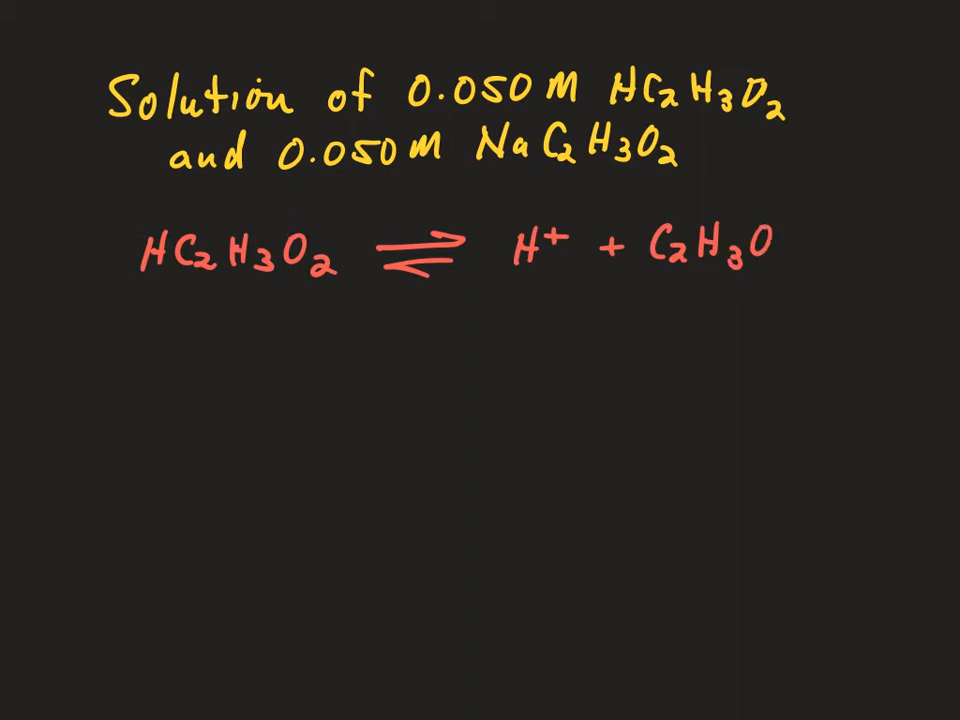 Solution of 0.050 M HC₂H₃O₂
and 0.050 M NaC₂H₃O₂
HC₂H₃O₂ ⇌ H⁺ + C₂H₃O